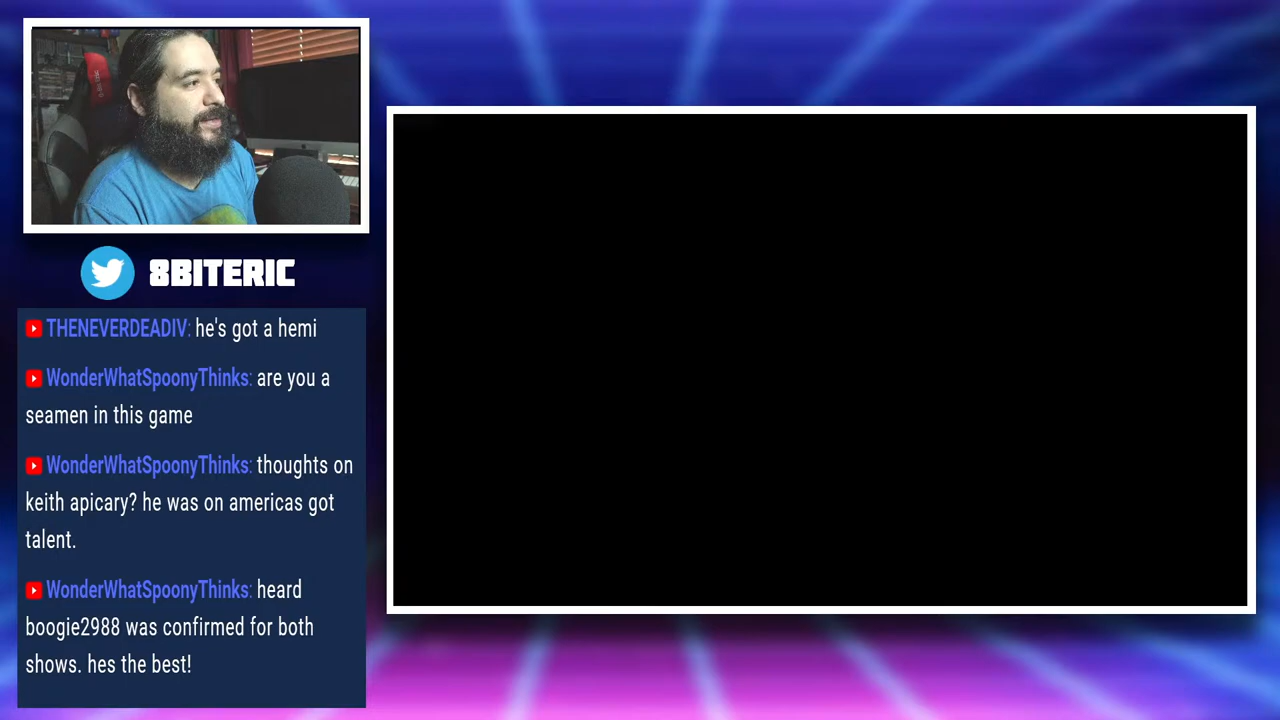 8BITERIC
THENEVERDEADIV: he's got a hemi
WonderWhatSpoonyThinks: are you a
seamen in this game
WonderWhatSpoonyThinks: thoughts on
keith apicary? he was on americas got
talent.
WonderWhatSpoonyThinks: heard
boogie2988 was confirmed for both
shows. hes the best!